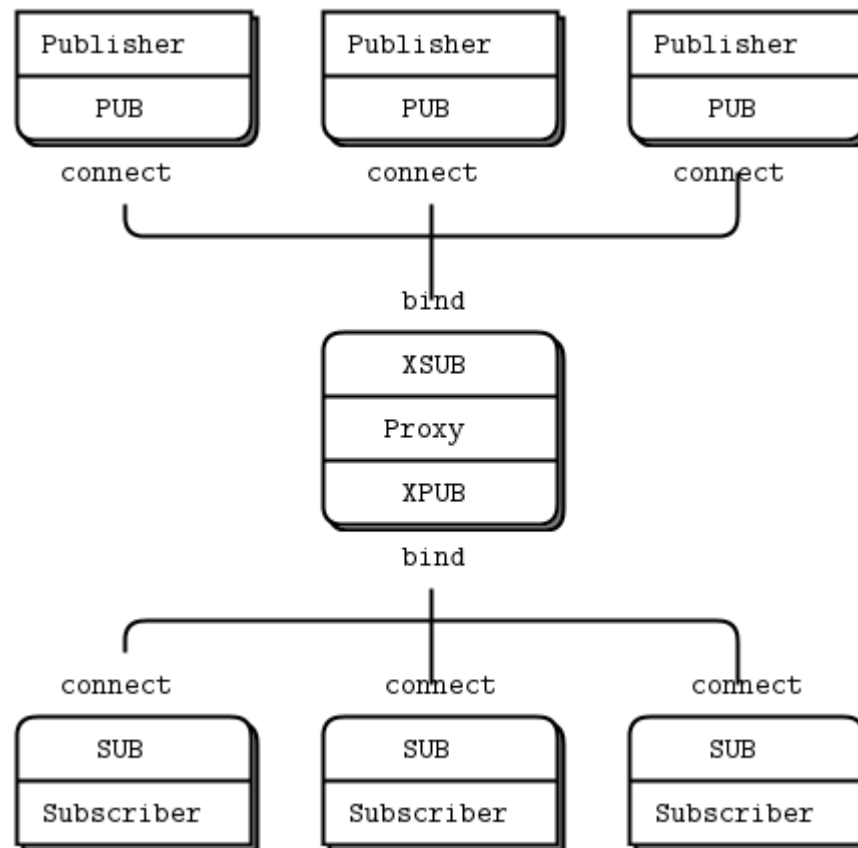 Publisher Publisher Publisher
PUB PUB PUB
connect connect connect
bind
XSUB
Proxy
XPUB
bind
connect connect connect
SUB SUB SUB
Subscriber Subscriber Subscriber